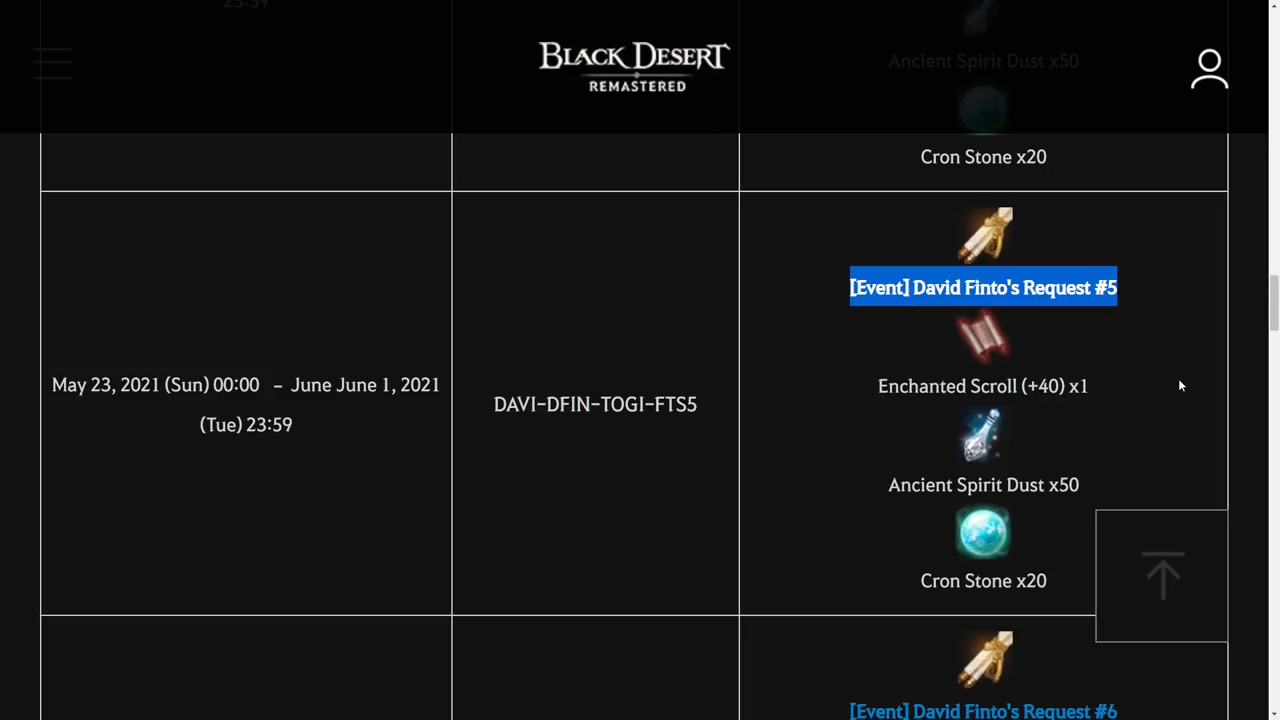 23:59
BLACK DESERT
REMASTERED
Ancient Spirit Dust x50
Cron Stone x20
[Event] David Finto's Request #5
Enchanted Scroll (+40) x1
May 23, 2021 (Sun) 00:00 – June June 1, 2021
(Tue) 23:59
DAVI-DFIN-TOGI-FTS5
Ancient Spirit Dust x50
Cron Stone x20
[Event] David Finto's Request #6